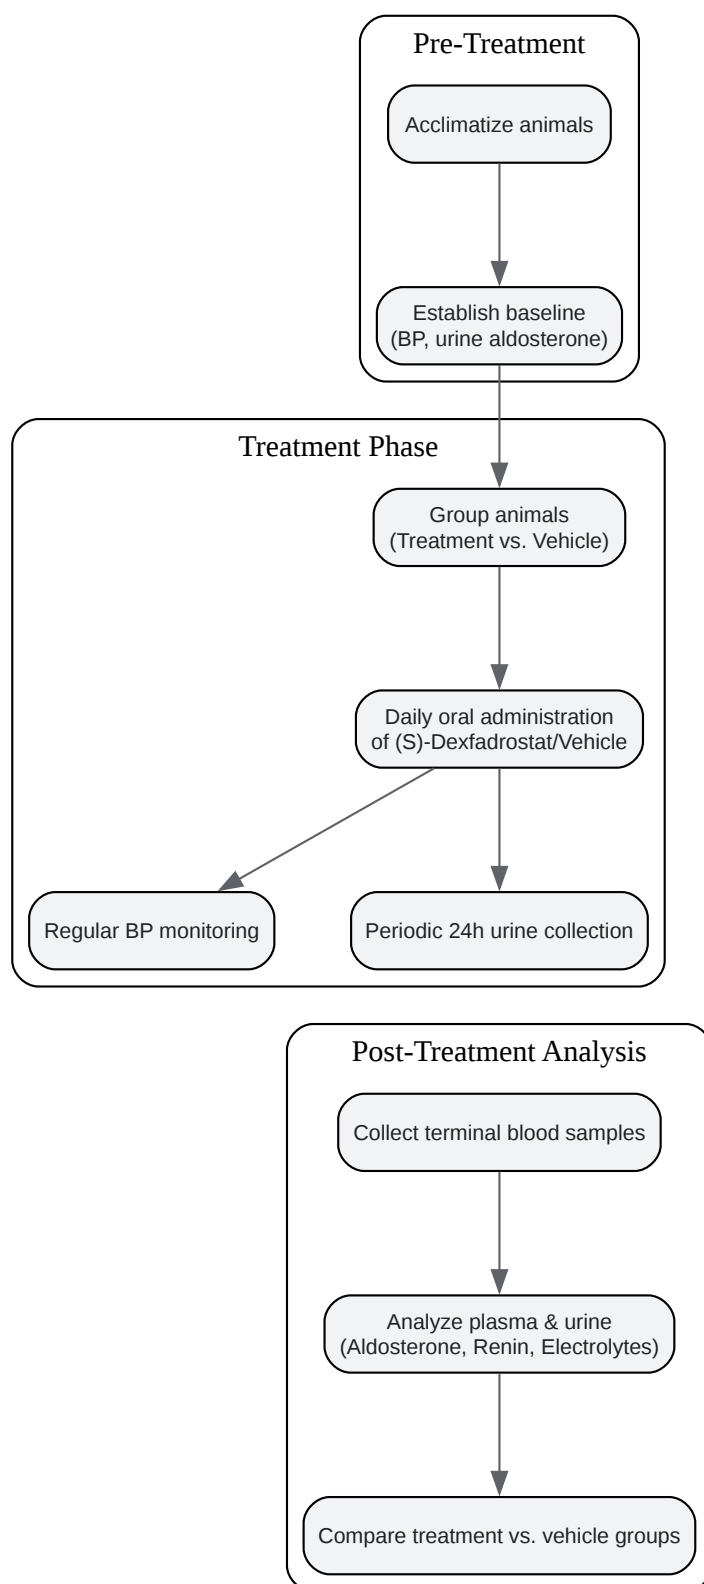 Pre-Treatment
Acclimatize animals
Establish baseline
(BP, urine aldosterone)
Treatment Phase
Group animals
(Treatment vs. Vehicle)
Daily oral administration
of (S)-Dexfadrostat/Vehicle
Regular BP monitoring
Periodic 24h urine collection
Post-Treatment Analysis
Collect terminal blood samples
Analyze plasma & urine
(Aldosterone, Renin, Electrolytes)
Compare treatment vs. vehicle groups